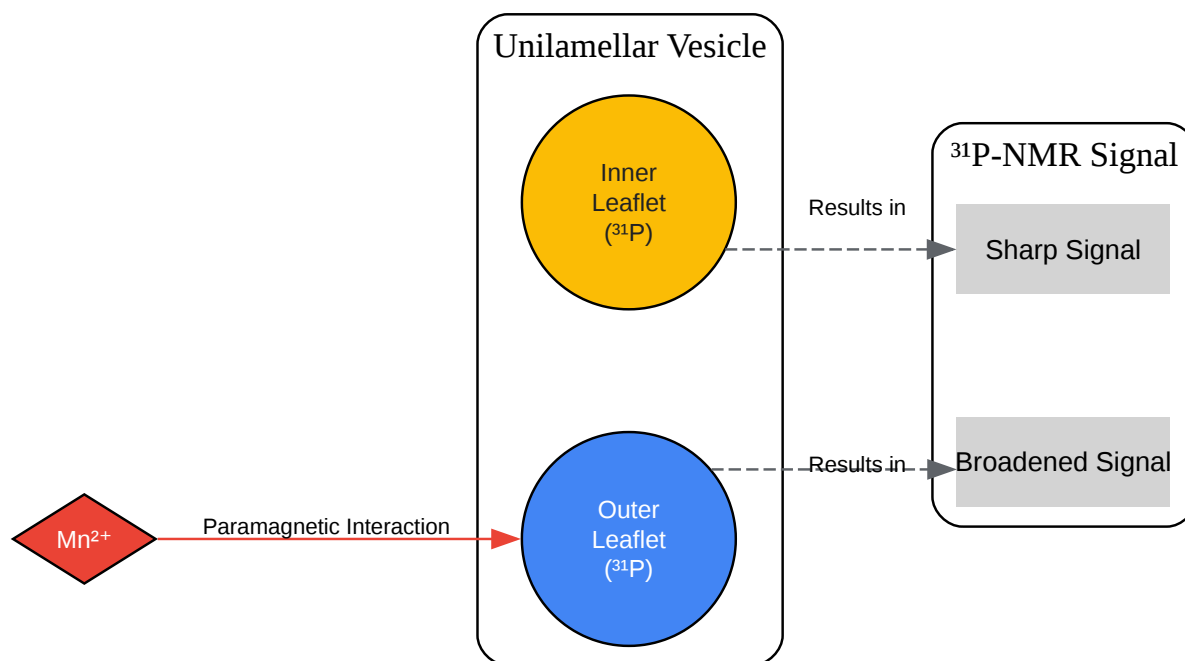 Unilamellar Vesicle
Inner
Leaflet
(³¹P)
Results in
³¹P-NMR Signal
Sharp Signal
Mn²⁺
Paramagnetic Interaction
Outer
Leaflet
(³¹P)
Results in
Broadened Signal